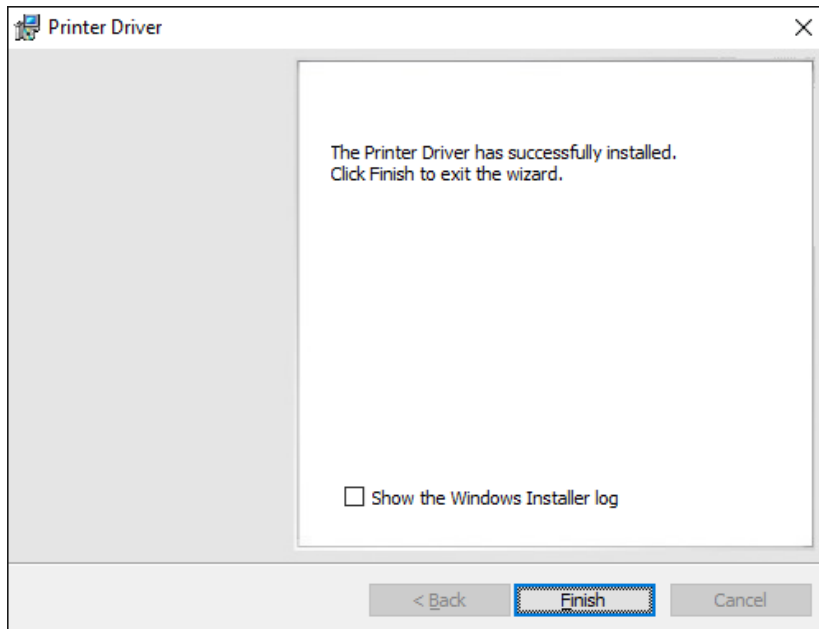 Printer Driver
The Printer Driver has successfully installed.
Click Finish to exit the wizard.
Show the Windows Installer log
< Back
Finish
Cancel